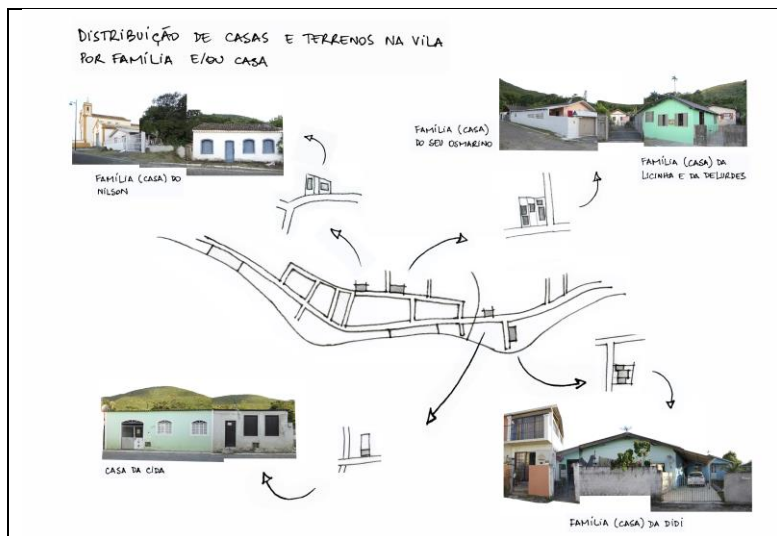 DISTRIBUIÇÃO DE CASAS E TERRENOS NA VILA
POR FAMÍLIA E/OU CASA
FAMÍLIA (CASA) DO
NILSON
FAMÍLIA (CASA)
DO SEU OSMARINO
FAMÍLIA (CASA) DA
LICINHA E DA DELURDES
CASA DA CIDA
FAMÍLIA (CASA) DA DIDI